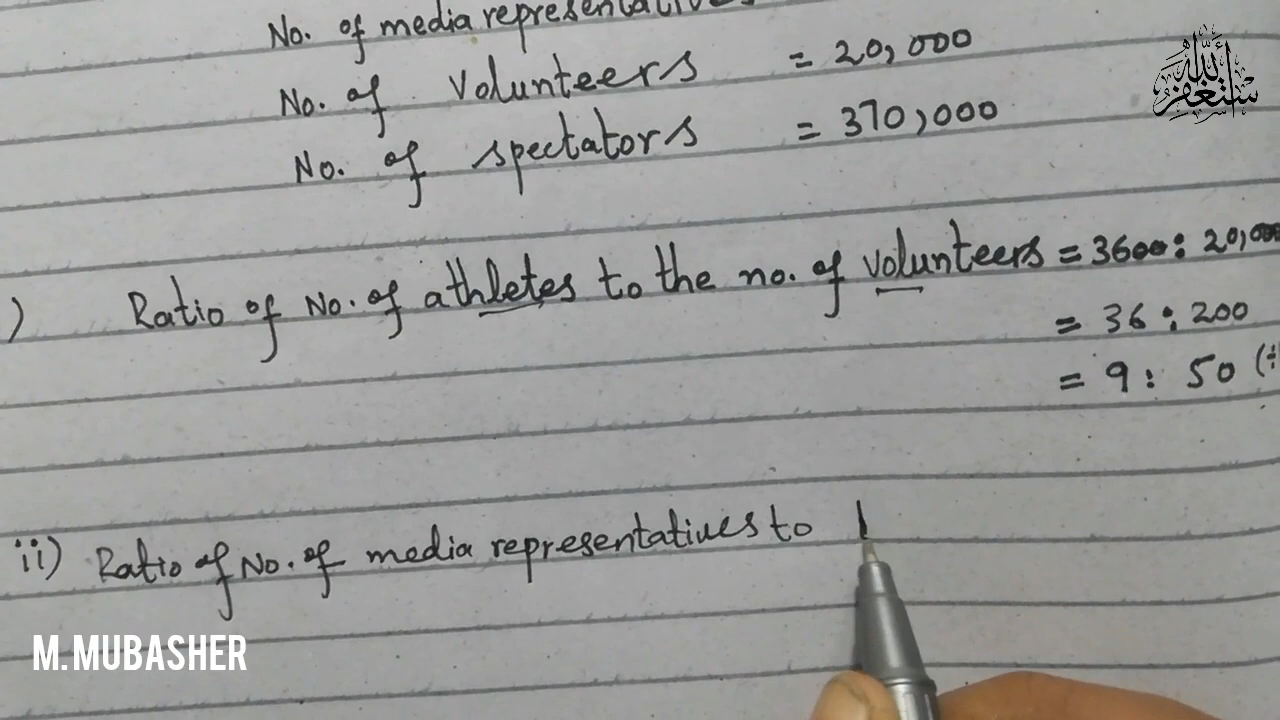 No. of media representatives
No. of volunteers = 20,000
أستغفر الله
No. of spectators = 370,000
) Ratio of No. of athletes to the no. of volunteers = 3600 : 20,000
= 36 : 200
= 9 : 50 (÷
ii) Ratio of No. of media representatives to
M.MUBASHER